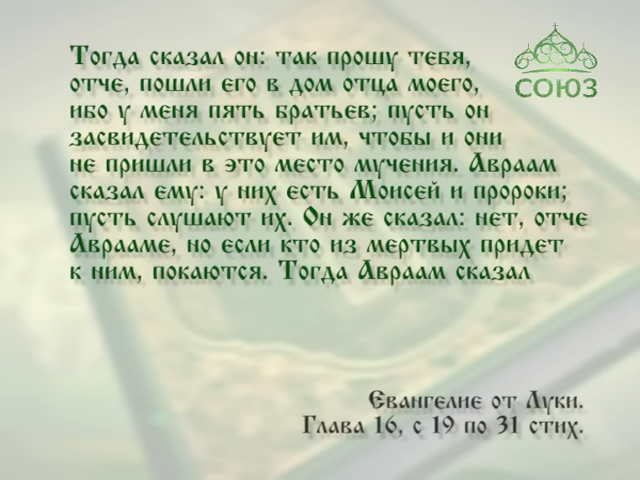 Тогда сказал он: так прошу тебя,
отче, пошли его в дом отца моего,
ибо у меня пять братьев; пусть он
засвидетельствует им, чтобы и они
не пришли в это место мучения. Авраам
сказал ему: у них есть Моисей и пророки;
пусть слушают их. Он же сказал: нет, отче
Аврааме, но если кто из мертвых придет
к ним, покаются. Тогда Авраам сказал
СОЮЗ
Евангелие от Луки.
Глава 16, с 19 по 31 стих.